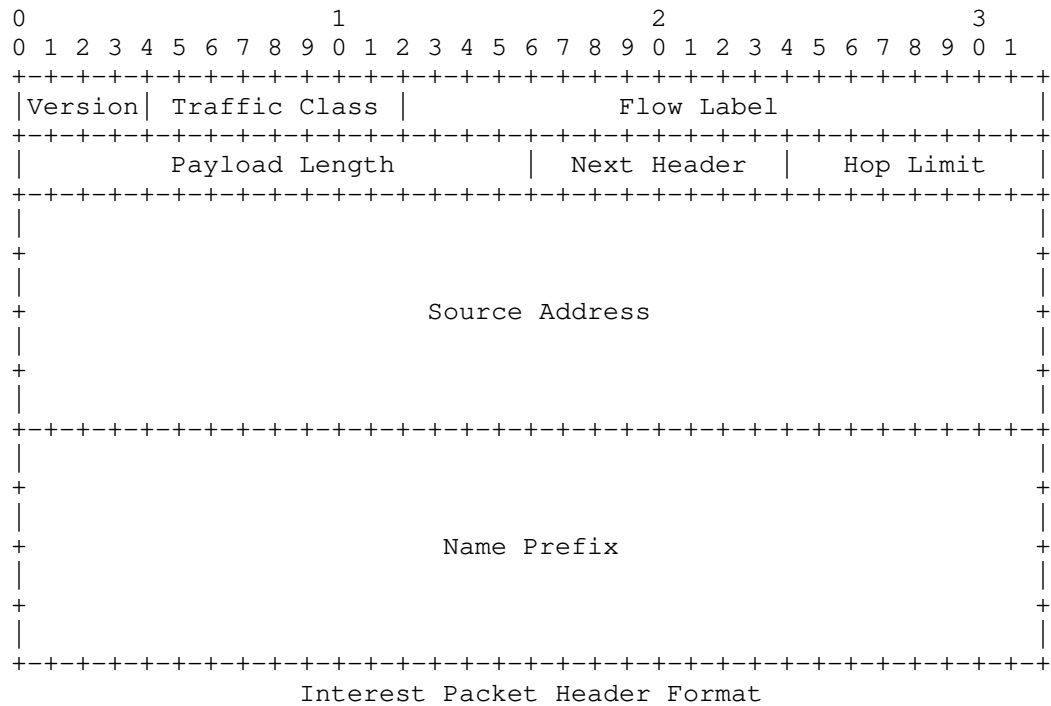 0                   1                   2                   3
0 1 2 3 4 5 6 7 8 9 0 1 2 3 4 5 6 7 8 9 0 1 2 3 4 5 6 7 8 9 0 1
+-+-+-+-+-+-+-+-+-+-+-+-+-+-+-+-+-+-+-+-+-+-+-+-+-+-+-+-+-+-+-+-+
|Version| Traffic Class |             Flow Label                |
+-+-+-+-+-+-+-+-+-+-+-+-+-+-+-+-+-+-+-+-+-+-+-+-+-+-+-+-+-+-+-+-+
|         Payload Length        |  Next Header  |   Hop Limit   |
+-+-+-+-+-+-+-+-+-+-+-+-+-+-+-+-+-+-+-+-+-+-+-+-+-+-+-+-+-+-+-+-+
|                                                               |
+                                                               +
|                                                               |
+                         Source Address                        +
|                                                               |
+                                                               +
|                                                               |
+-+-+-+-+-+-+-+-+-+-+-+-+-+-+-+-+-+-+-+-+-+-+-+-+-+-+-+-+-+-+-+-+
|                                                               |
+                                                               +
|                                                               |
+                          Name Prefix                          +
|                                                               |
+                                                               +
|                                                               |
+-+-+-+-+-+-+-+-+-+-+-+-+-+-+-+-+-+-+-+-+-+-+-+-+-+-+-+-+-+-+-+-+
Interest Packet Header Format